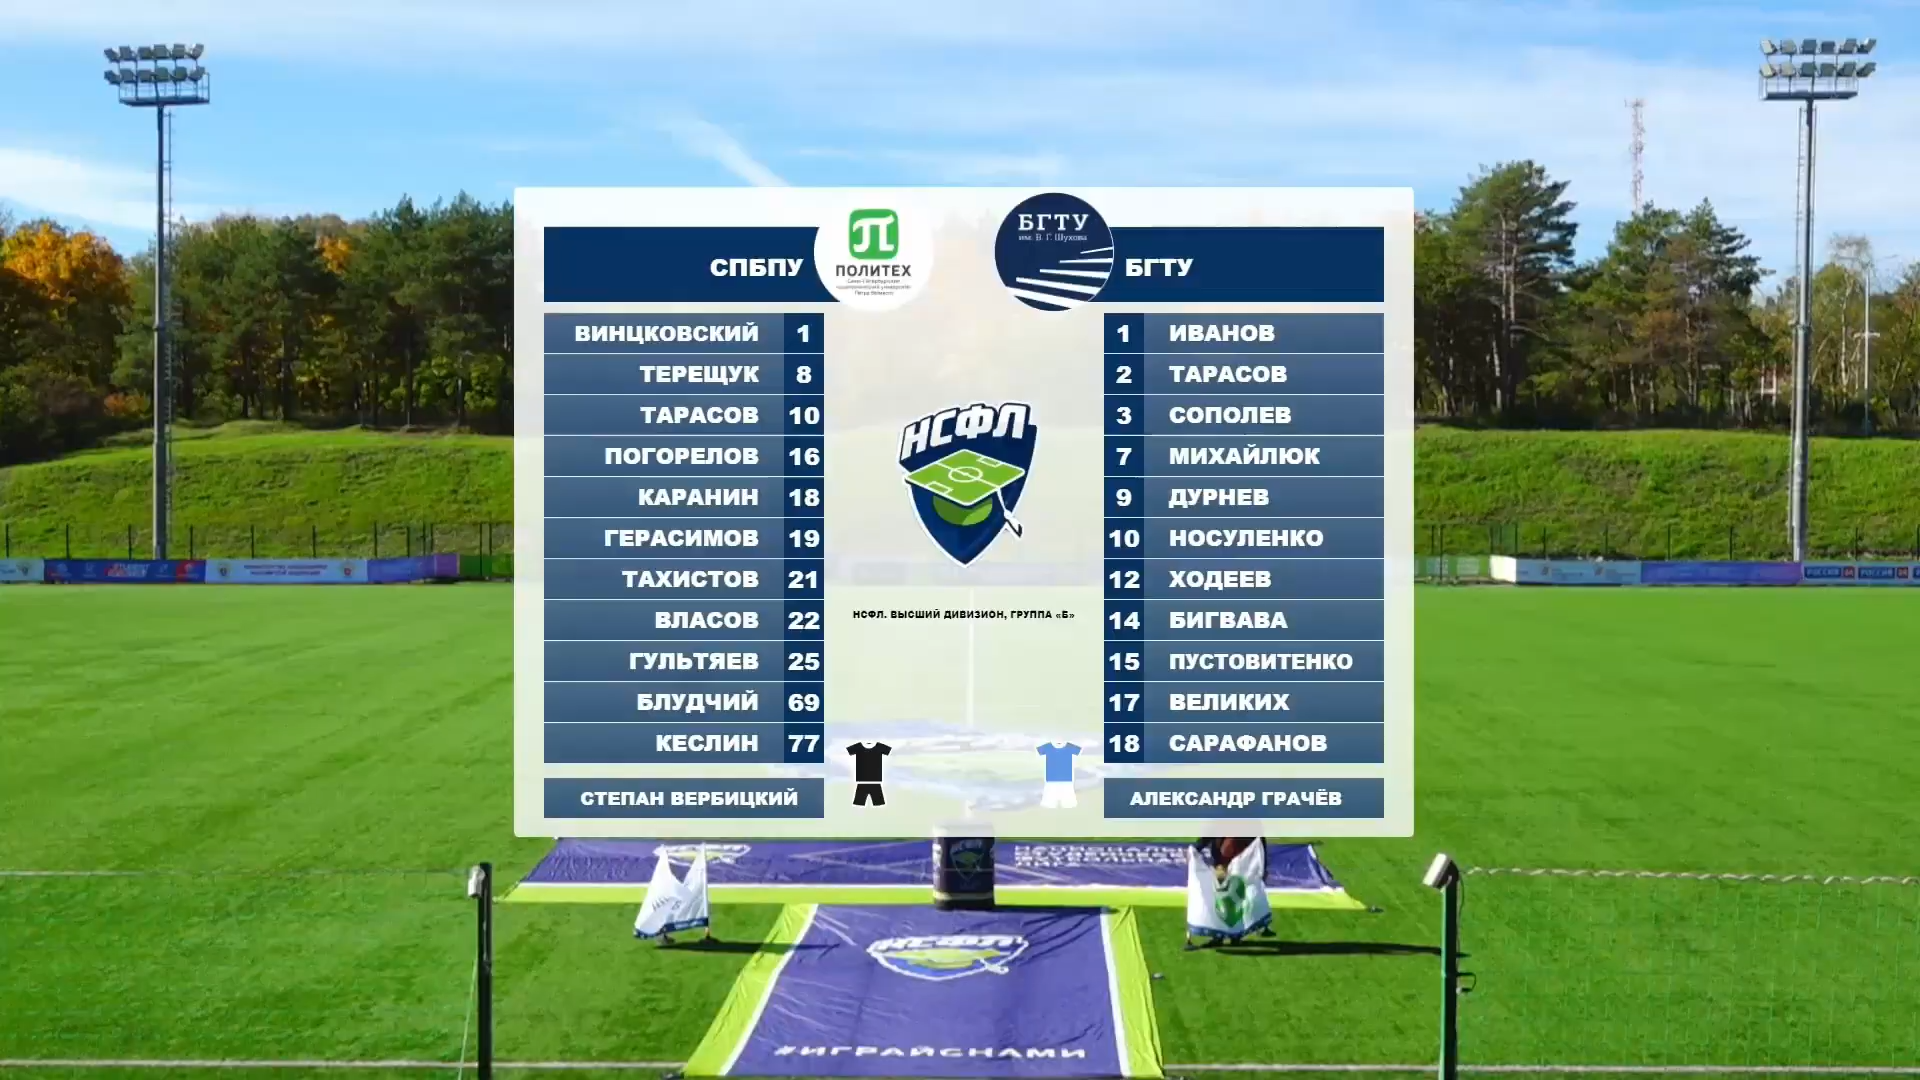 СПБПУ
ПОЛИТЕХ
БГТУ
им. В. Г. Шухова
БГТУ
ВИНЦКОВСКИЙ 1
ТЕРЕЩУК 8
ТАРАСОВ 10
ПОГОРЕЛОВ 16
КАРАНИН 18
ГЕРАСИМОВ 19
ТАХИСТОВ 21
ВЛАСОВ 22
ГУЛЬТЯЕВ 25
БЛУДЧИЙ 69
КЕСЛИН 77
СТЕПАН ВЕРБИЦКИЙ
НСФЛ
НСФЛ. ВЫСШИЙ ДИВИЗИОН, ГРУППА «Б»
1 ИВАНОВ
2 ТАРАСОВ
3 СОПОЛЕВ
7 МИХАЙЛЮК
9 ДУРНЕВ
10 НОСУЛЕНКО
12 ХОДЕЕВ
14 БИГВАВА
15 ПУСТОВИТЕНКО
17 ВЕЛИКИХ
18 САРАФАНОВ
АЛЕКСАНДР ГРАЧЁВ
РОССИЯ
РОССИЯ
НСФЛ
НСФЛ
#ИГРАЙСНАМИ